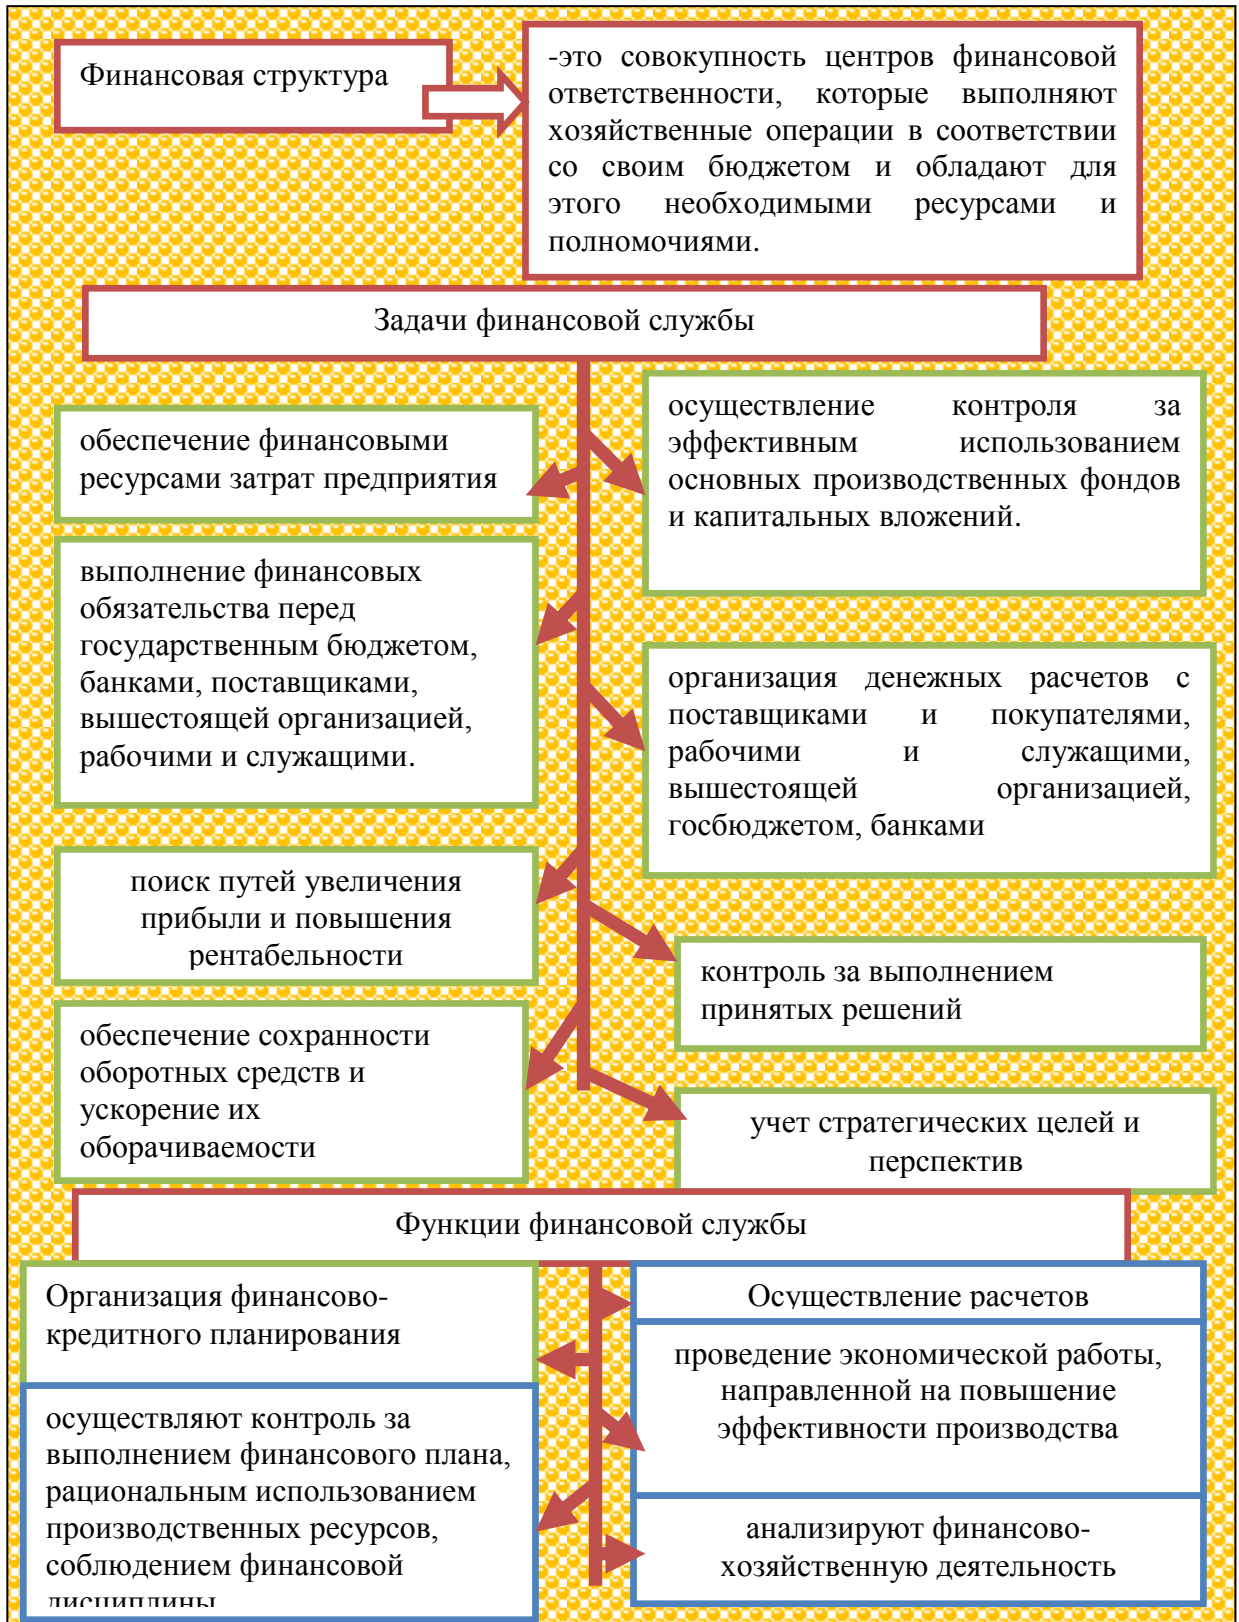 Финансовая структура
-это совокупность центров финансовой
ответственности, которые выполняют
хозяйственные операции в соответствии
со своим бюджетом и обладают для
этого необходимыми ресурсами и
полномочиями.
Задачи финансовой службы
обеспечение финансовыми
ресурсами затрат предприятия
осуществление контроля за
эффективным использованием
основных производственных фондов
и капитальных вложений.
выполнение финансовых
обязательства перед
государственным бюджетом,
банками, поставщиками,
вышестоящей организацией,
рабочими и служащими.
организация денежных расчетов с
поставщиками и покупателями,
рабочими и служащими,
вышестоящей организацией,
госбюджетом, банками
поиск путей увеличения
прибыли и повышения
рентабельности
контроль за выполнением
принятых решений
обеспечение сохранности
оборотных средств и
ускорение их
оборачиваемости
учет стратегических целей и
перспектив
Функции финансовой службы
Организация финансово-
кредитного планирования
Осуществление расчетов
проведение экономической работы,
направленной на повышение
эффективности производства
осуществляют контроль за
выполнением финансового плана,
рациональным использованием
производственных ресурсов,
соблюдением финансовой
дисциплины
анализируют финансово-
хозяйственную деятельность